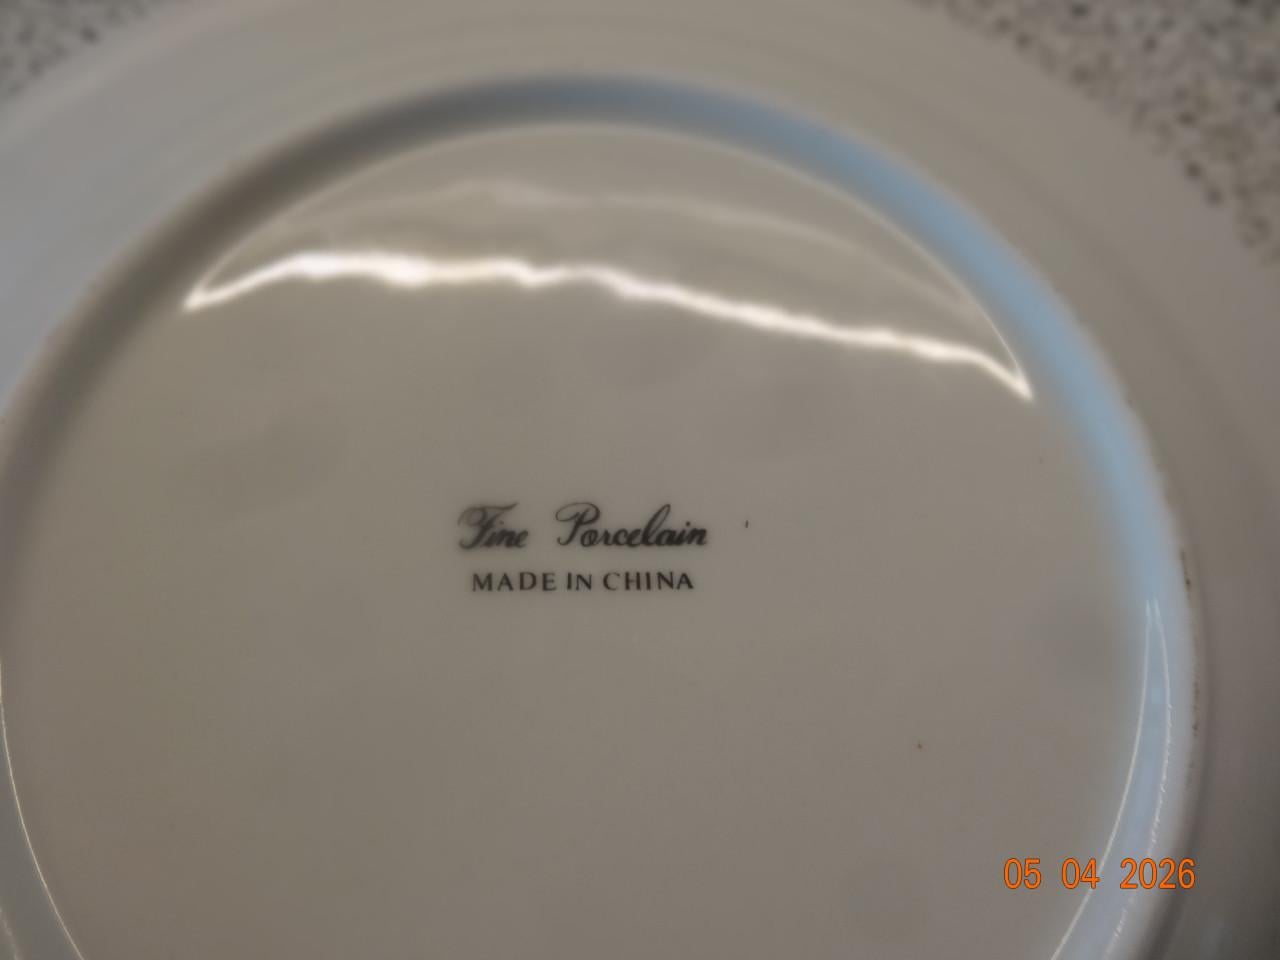 Fine Porcelain
MADE IN CHINA
05 04 2026